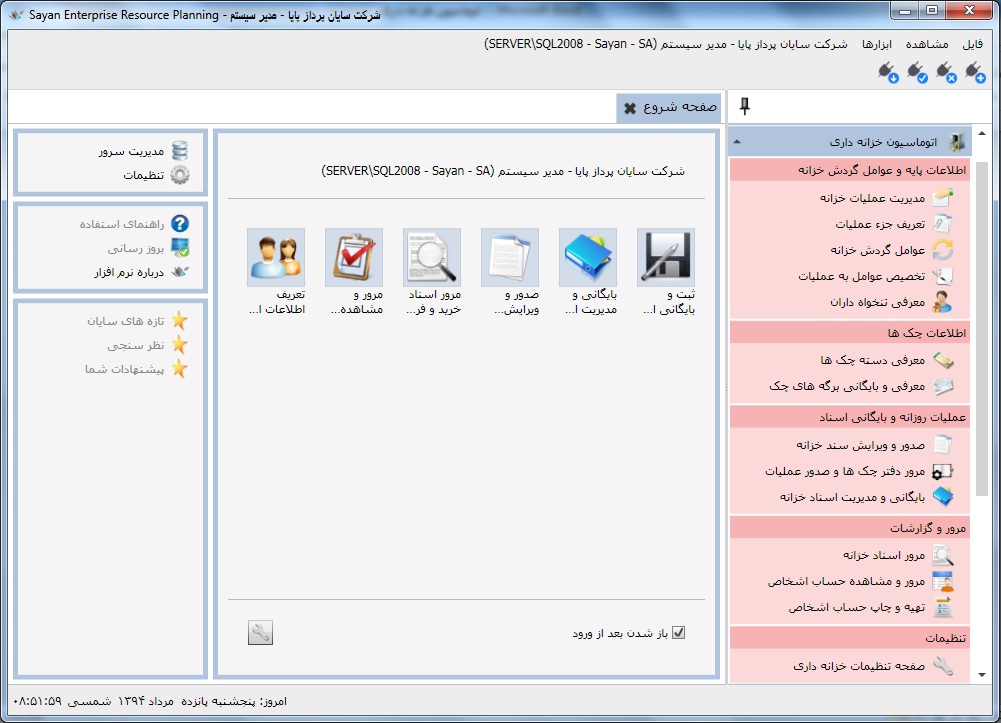 Sayan Enterprise Resource Planning - شرکت سایان پرداز پایا - مدیر سیستم
فایل مشاهده ابزارها شرکت سایان پرداز پایا - مدیر سیستم (SERVER\SQL2008 - Sayan - SA)
صفحه شروع
اتوماسیون خزانه داری
اطلاعات پایه و عوامل گردش خزانه
مدیریت عملیات خزانه
تعریف جزء عملیات
عوامل گردش خزانه
تخصیص عوامل به عملیات
معرفی تنخواه داران
اطلاعات چک ها
معرفی دسته چک ها
معرفی و بایگانی برگه های چک
عملیات روزانه و بایگانی اسناد
صدور و ویرایش سند خزانه
مرور دفتر چک ها و صدور عملیات
بایگانی و مدیریت اسناد خزانه
مرور و گزارشات
مرور اسناد خزانه
مرور و مشاهده حساب اشخاص
تهیه و چاپ حساب اشخاص
تنظیمات
صفحه تنظیمات خزانه داری
شرکت سایان پرداز پایا - مدیر سیستم (SERVER\SQL2008 - Sayan - SA)
ثبت و
بایگانی ا...
بایگانی و
مدیریت ا...
صدور و
ویرایش...
مرور اسناد
خرید و فر...
مرور و
مشاهده...
تعریف
اطلاعات ا...
باز شدن بعد از ورود
مدیریت سرور
تنظیمات
راهنمای استفاده
بروز رسانی
درباره نرم افزار
تازه های سایان
نظر سنجی
پیشنهادات شما
امروز: پنجشنبه پانزده مرداد ۱۳۹۴ شمسی ۰۸:۵۱:۵۹